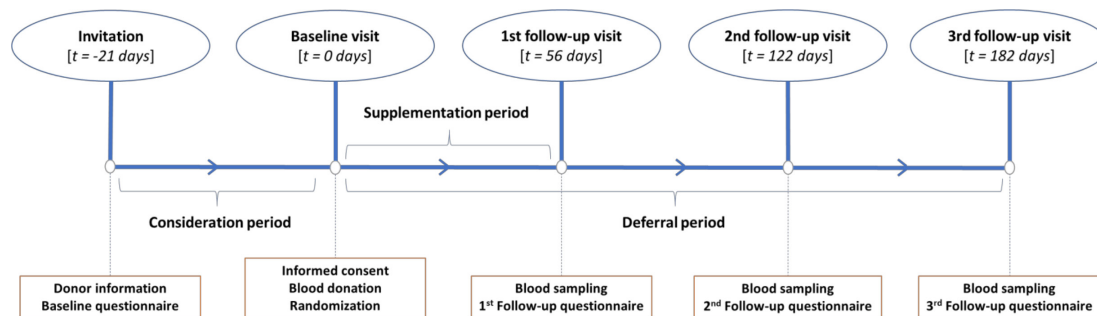 Invitation
[t = -21 days]
Baseline visit
[t = 0 days]
1st follow-up visit
[t = 56 days]
2nd follow-up visit
[t = 122 days]
3rd follow-up visit
[t = 182 days]
Supplementation period
Consideration period
Deferral period
Donor information
Baseline questionnaire
Informed consent
Blood donation
Randomization
Blood sampling
1st Follow-up questionnaire
Blood sampling
2nd Follow-up questionnaire
Blood sampling
3rd Follow-up questionnaire